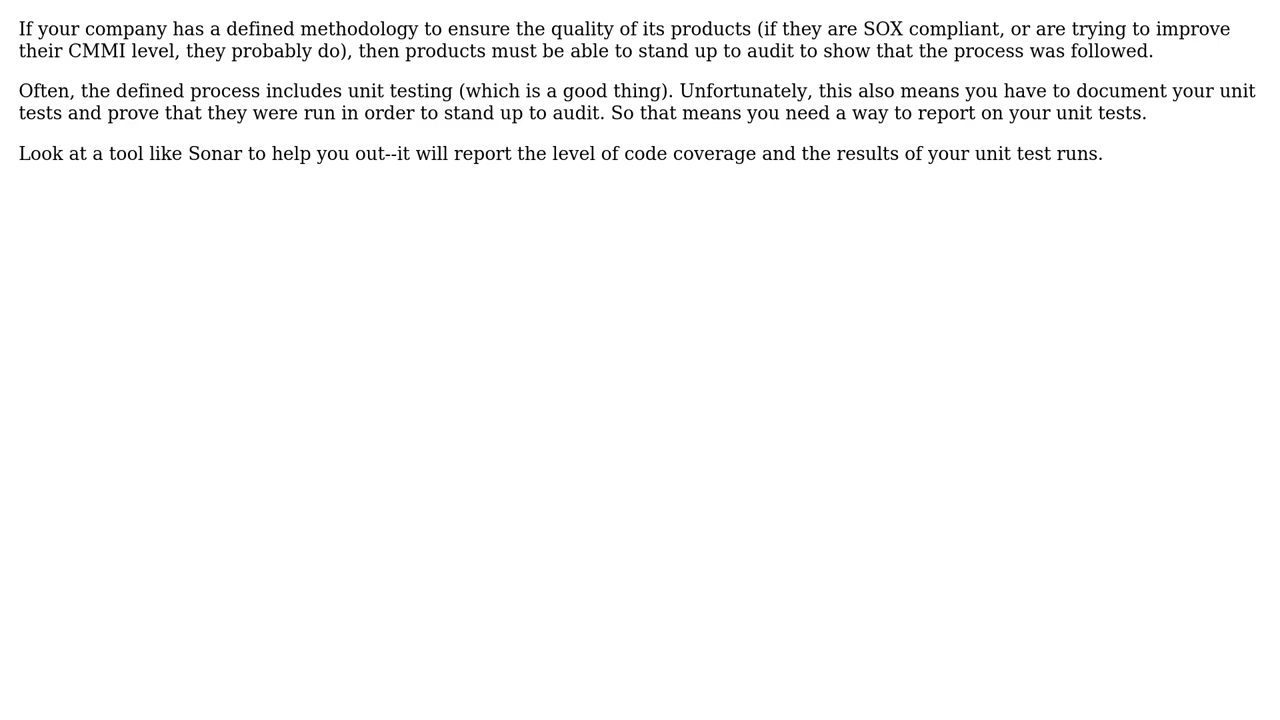 If your company has a defined methodology to ensure the quality of its products (if they are SOX compliant, or are trying to improve
their CMMI level, they probably do), then products must be able to stand up to audit to show that the process was followed.
Often, the defined process includes unit testing (which is a good thing). Unfortunately, this also means you have to document your unit
tests and prove that they were run in order to stand up to audit. So that means you need a way to report on your unit tests.
Look at a tool like Sonar to help you out--it will report the level of code coverage and the results of your unit test runs.